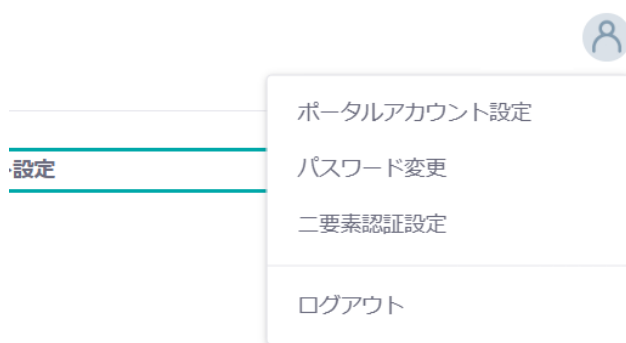 ポータルアカウント設定
設定
パスワード変更
二要素認証設定
ログアウト